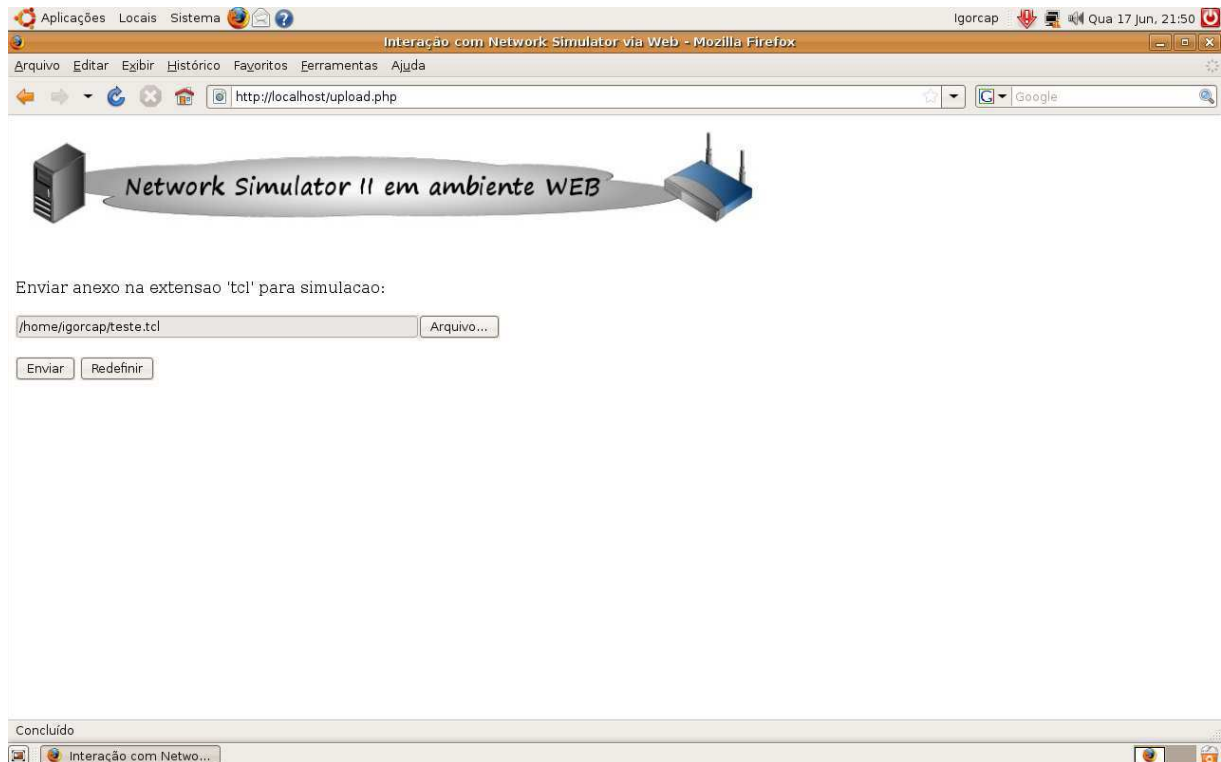 Aplicações Locais Sistema Igorcap Qua 17 Jun, 21:50
Interação com Network Simulator via Web - Mozilla Firefox
Arquivo Editar Exibir Histórico Favoritos Ferramentas Ajuda
http://localhost/upload.php Google
Network Simulator II em ambiente WEB
Enviar anexo na extensao 'tcl' para simulacao:
/home/igorcap/teste.tcl Arquivo...
Enviar Redefinir
Concluído
Interação com Netwo...